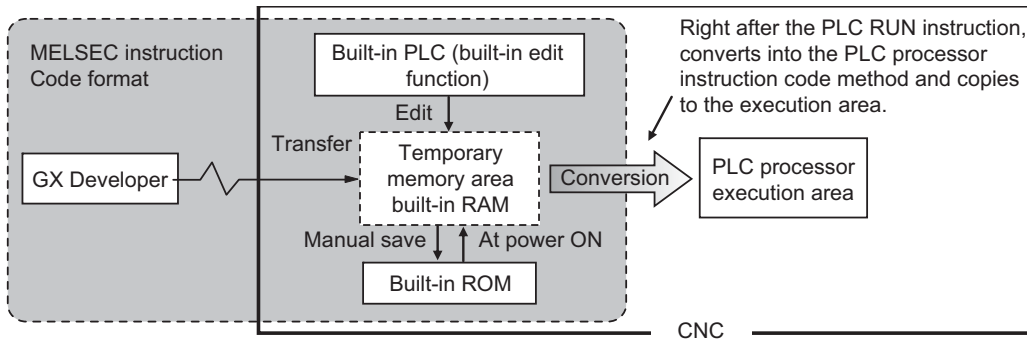 MELSEC instruction
Code format
Built-in PLC (built-in edit
function)
Right after the PLC RUN instruction,
converts into the PLC processor
instruction code method and copies
to the execution area.
Edit
Transfer
GX Developer
Temporary
memory area
built-in RAM
Conversion
PLC processor
execution area
Manual save
At power ON
Built-in ROM
CNC